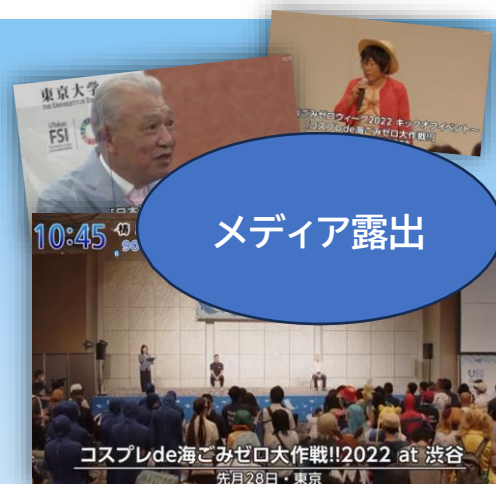 東京大学
UTokyo
FSI
ごみゼロウィーク2022 キックオフイベント～
「コスプレde海ごみゼロ大作戦!!」
メディア露出
10:45
コスプレde海ごみゼロ大作戦!!2022 at 渋谷
先月28日・東京